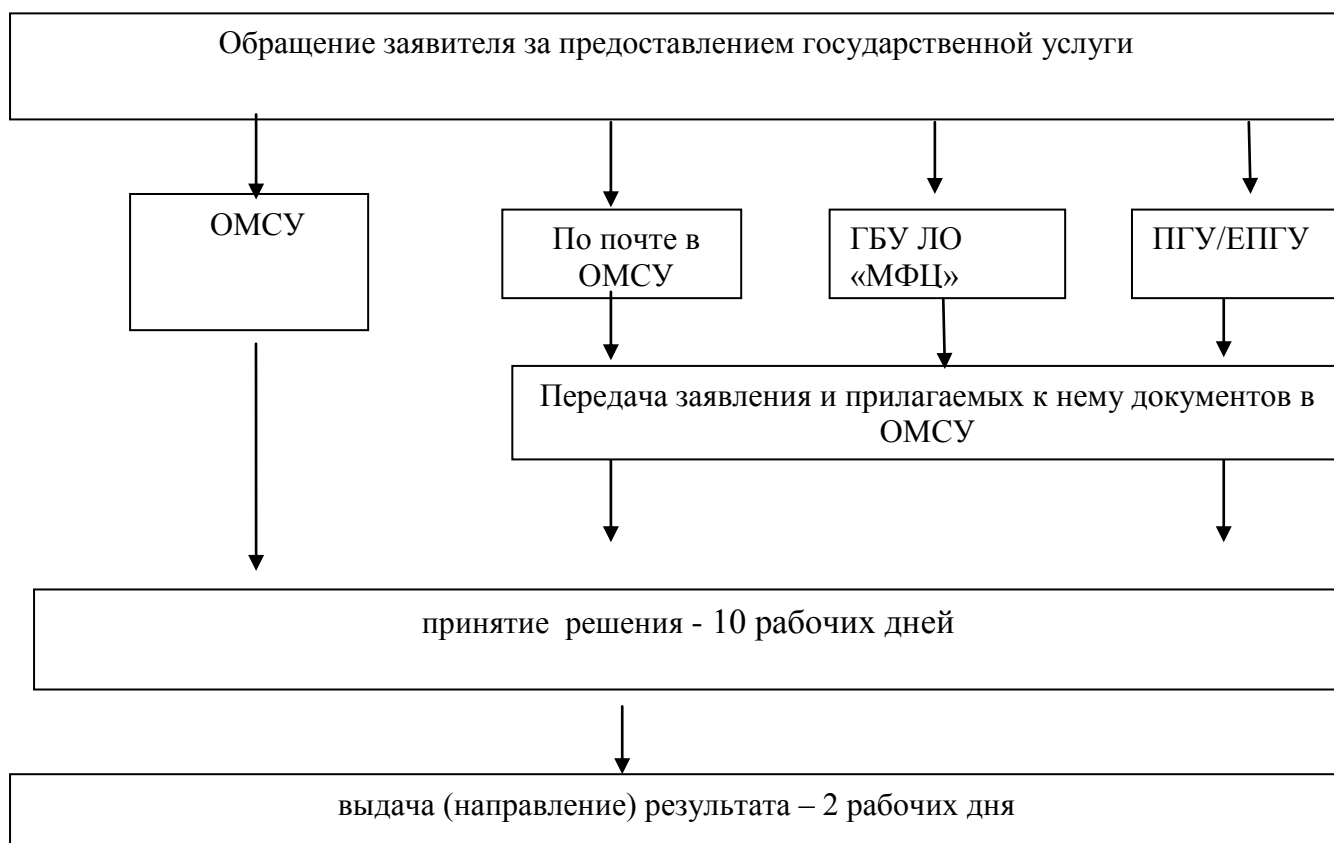 Обращение заявителя за предоставлением государственной услуги
ОМСУ
По почте в
ОМСУ
ГБУ ЛО
«МФЦ»
ПГУ/ЕПГУ
Передача заявления и прилагаемых к нему документов в
ОМСУ
принятие решения - 10 рабочих дней
выдача (направление) результата – 2 рабочих дня